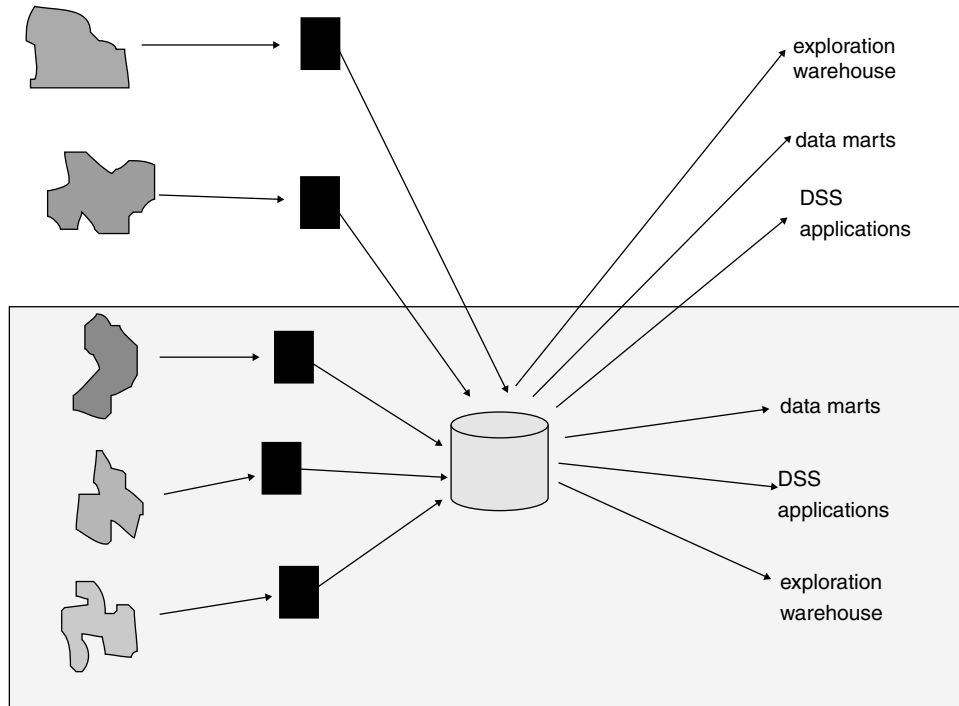 exploration
warehouse
data marts
DSS
applications
data marts
DSS
applications
exploration
warehouse